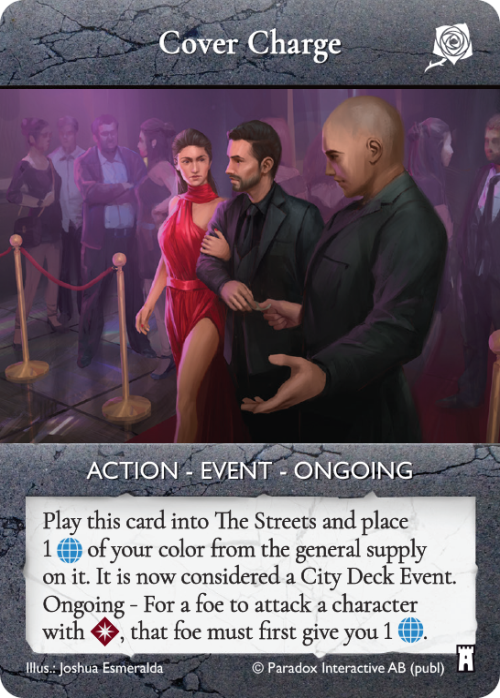 Cover Charge
ACTION - EVENT - ONGOING
Play this card into The Streets and place
1 of your color from the general supply
on it. It is now considered a City Deck Event.
Ongoing - For a foe to attack a character
with , that foe must first give you 1 .
Illus.: Joshua Esmeralda © Paradox Interactive AB (publ)